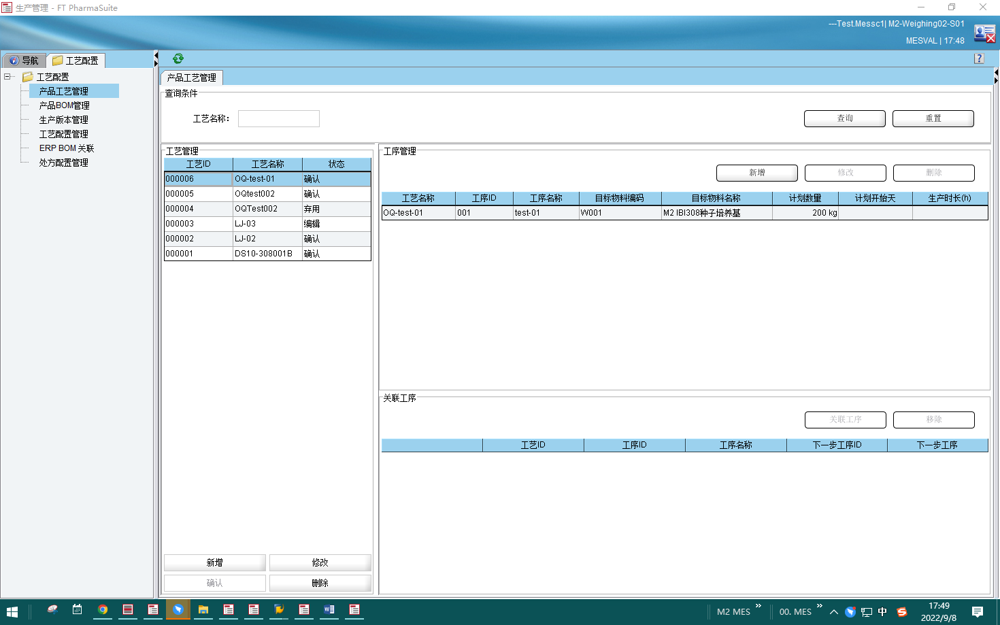 生产管理 - FT PharmaSuite
---Test.Messc1| M2-Weighing02-S01
MESVAL | 17:48
导航 工艺配置
工艺配置
产品工艺管理
产品BOM管理
生产版本管理
工艺配置管理
ERP BOM 关联
处方配置管理
产品工艺管理
查询条件
工艺名称: 查询 重置
工艺管理
工艺ID 工艺名称 状态
000006 OQ-test-01 确认
000005 OQtest002 确认
000004 OQTest002 弃用
000003 LJ-03 编辑
000002 LJ-02 确认
000001 DS10-308001B 确认
新增 修改
确认 删除
工序管理
新增 修改 删除
工艺名称 工序ID 工序名称 目标物料编码 目标物料名称 计划数量 计划开始天 生产时长(h)
OQ-test-01 001 test-01 W001 M2 IBI308种子培养基 200 kg
关联工序
关联工序 移除
工艺ID 工序ID 工序名称 下一步工序ID 下一步工序
M2 MES » 00. MES » 中 17:49
2022/9/8